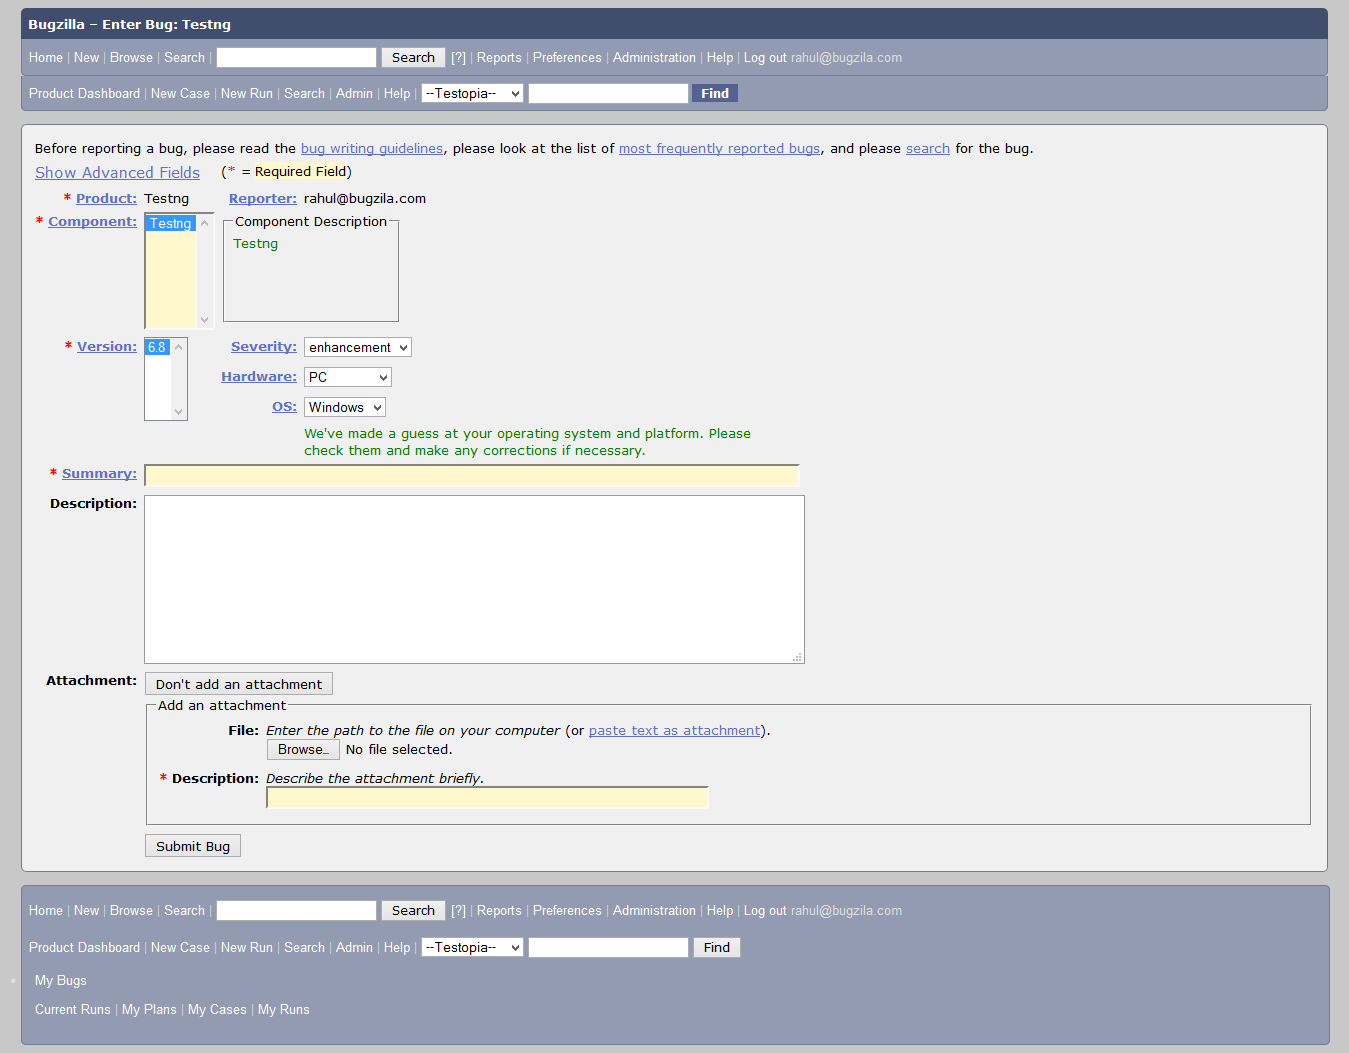 Bugzilla – Enter Bug: Testng
Home | New | Browse | Search | Search [?] | Reports | Preferences | Administration | Help | Log out rahul@bugzila.com
Product Dashboard | New Case | New Run | Search | Admin | Help | --Testopia-- Find
Before reporting a bug, please read the bug writing guidelines, please look at the list of most frequently reported bugs, and please search for the bug.
Show Advanced Fields (* = Required Field)
* Product: Testng Reporter: rahul@bugzila.com
* Component: Testng Component Description
Testng
* Version: 6.8 Severity: enhancement
Hardware: PC
OS: Windows
We've made a guess at your operating system and platform. Please
check them and make any corrections if necessary.
* Summary:
Description:
Attachment: Don't add an attachment
Add an attachment
File: Enter the path to the file on your computer (or paste text as attachment).
Browse... No file selected.
* Description: Describe the attachment briefly.
Submit Bug
Home | New | Browse | Search | Search [?] | Reports | Preferences | Administration | Help | Log out rahul@bugzila.com
Product Dashboard | New Case | New Run | Search | Admin | Help | --Testopia-- Find
My Bugs
Current Runs | My Plans | My Cases | My Runs